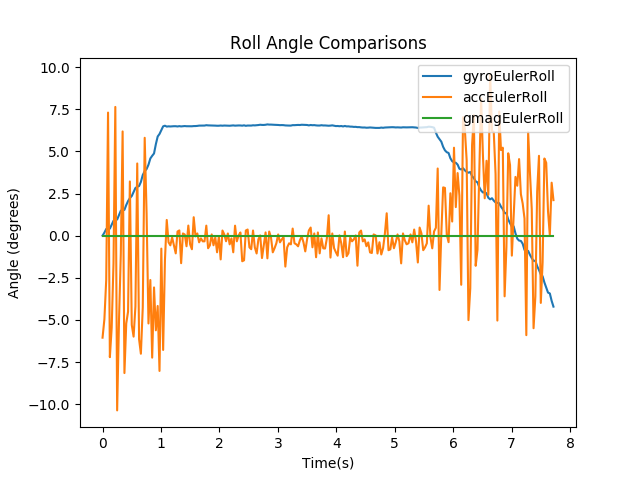 Roll Angle Comparisons
gyroEulerRoll
accEulerRoll
gmagEulerRoll
Angle (degrees)
10.0
7.5
5.0
2.5
0.0
−2.5
−5.0
−7.5
−10.0
0 1 2 3 4 5 6 7 8
Time(s)